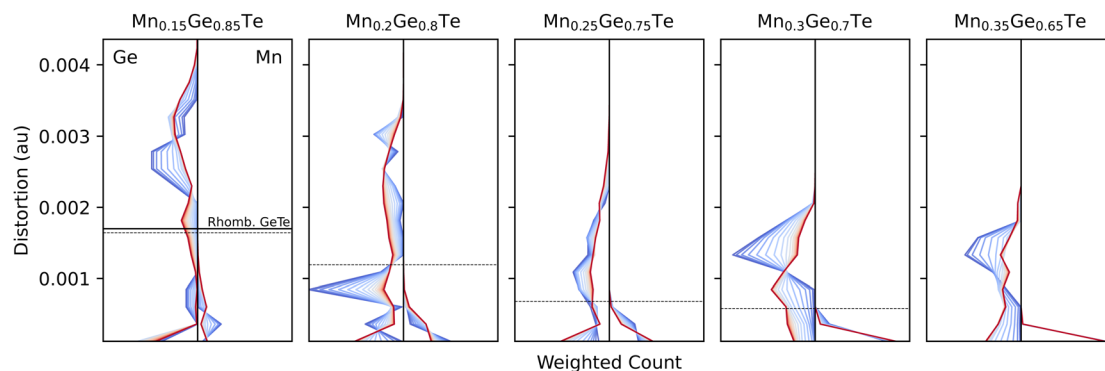 Mn₀.₁₅Ge₀.₈₅Te
Mn₀.₂Ge₀.₈Te
Mn₀.₂₅Ge₀.₇₅Te
Mn₀.₃Ge₀.₇Te
Mn₀.₃₅Ge₀.₆₅Te
Ge
Mn
0.004
0.003
0.002
0.001
Distortion (au)
Rhomb. GeTe
Weighted Count